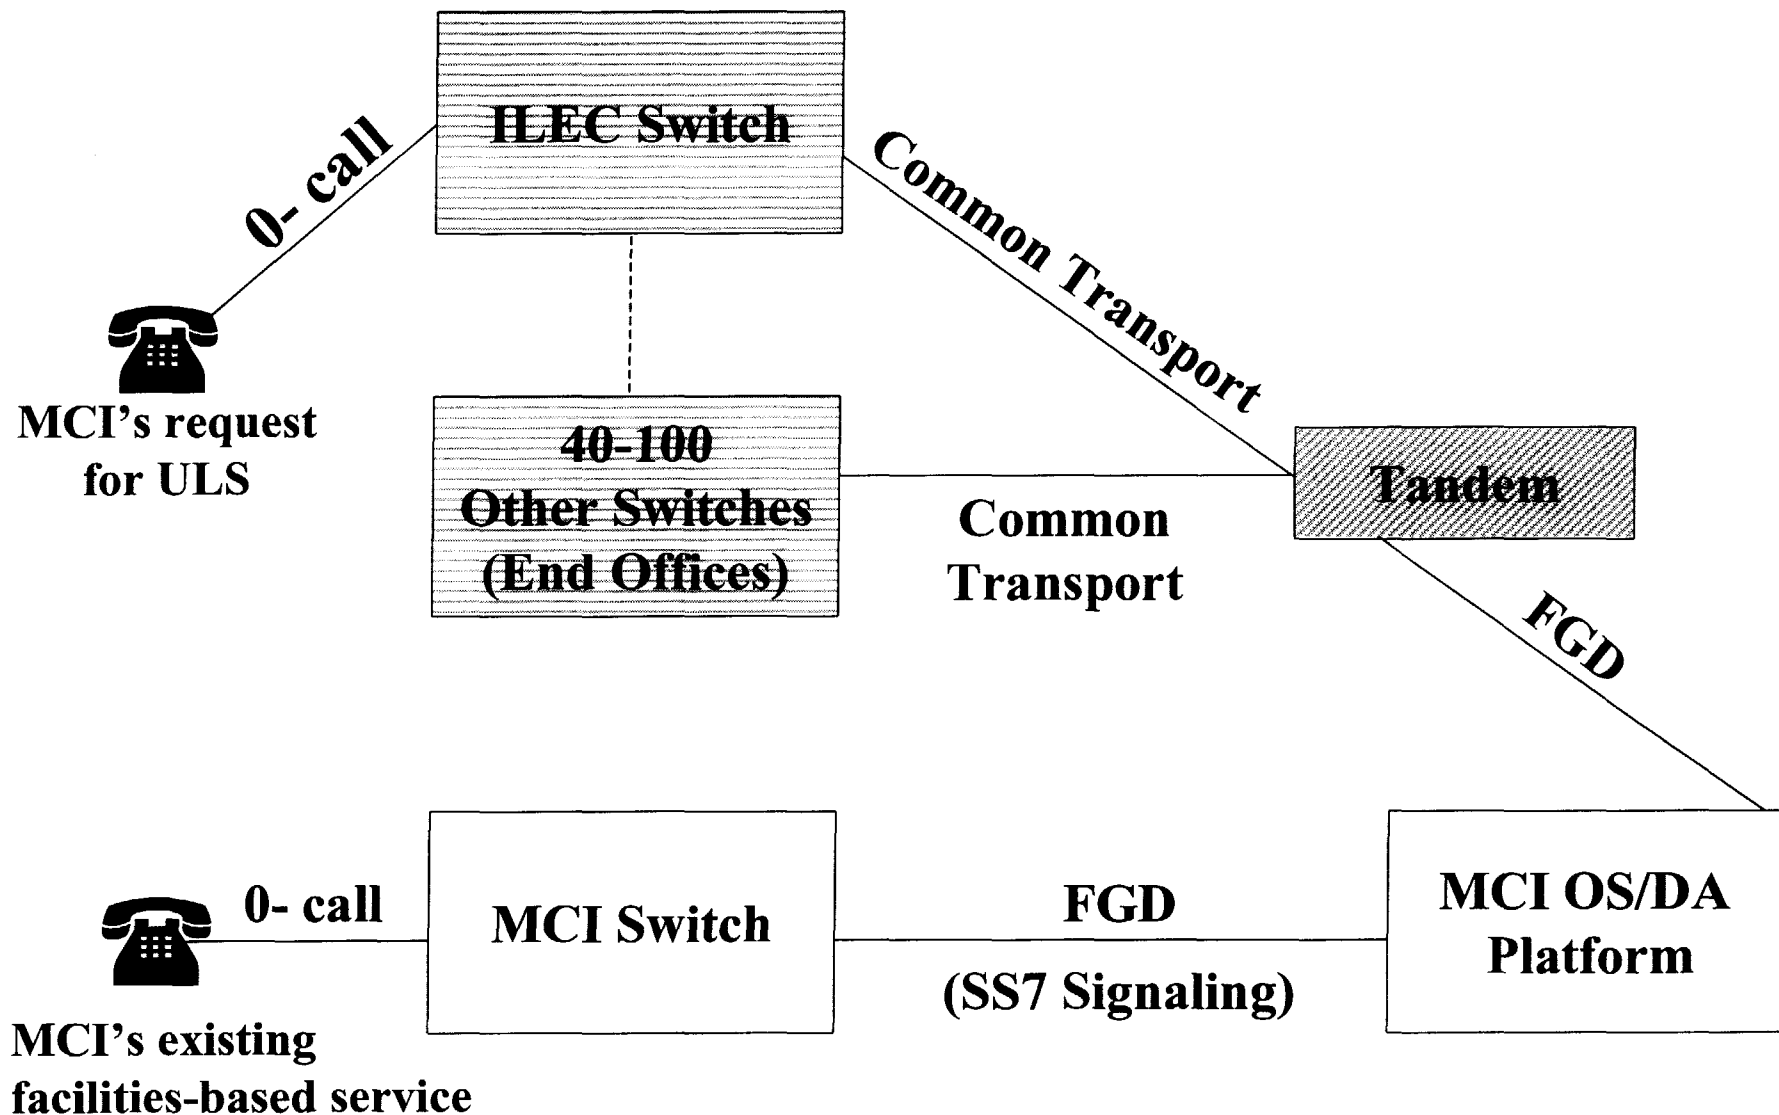 ILEC Switch
0- call
Common Transport
MCI's request
for ULS
40-100
Other Switches
(End Offices)
Common
Transport
Tandem
FGD
0- call
MCI Switch
FGD
(SS7 Signaling)
MCI OS/DA
Platform
MCI's existing
facilities-based service